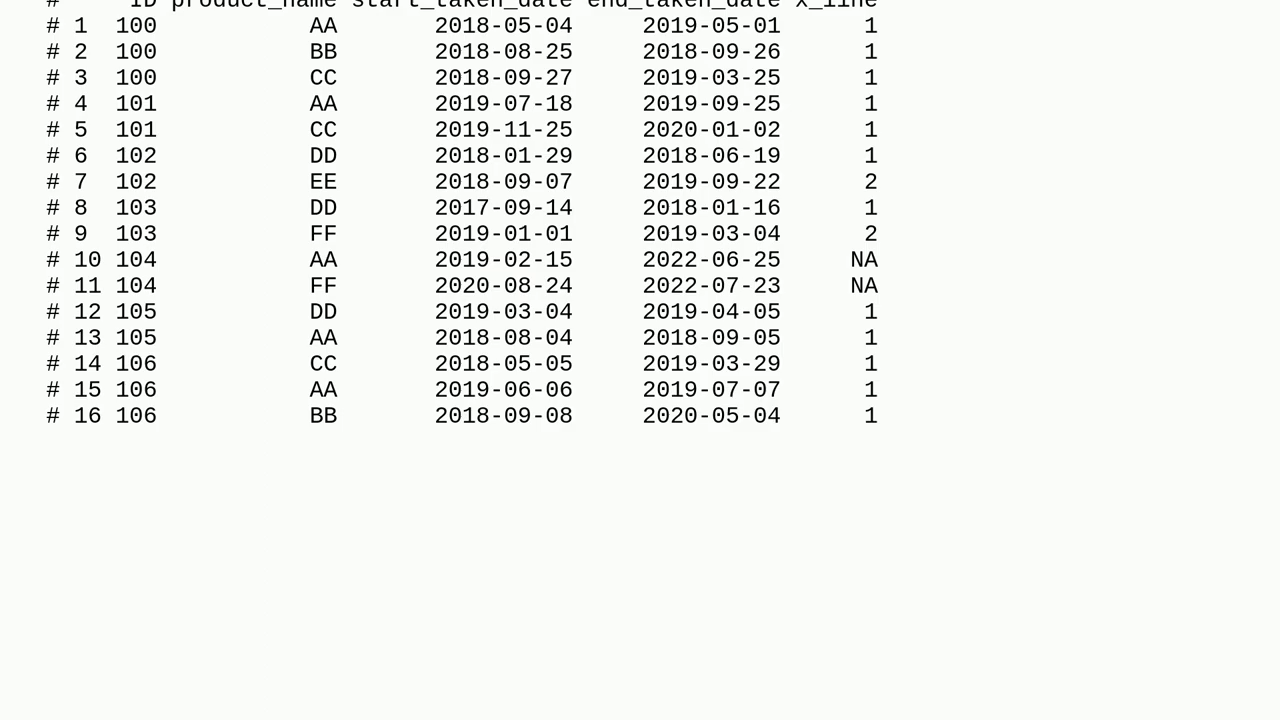 #     ID product_name start_taken_date end_taken_date x_line
# 1  100           AA       2018-05-04     2019-05-01      1
# 2  100           BB       2018-08-25     2018-09-26      1
# 3  100           CC       2018-09-27     2019-03-25      1
# 4  101           AA       2019-07-18     2019-09-25      1
# 5  101           CC       2019-11-25     2020-01-02      1
# 6  102           DD       2018-01-29     2018-06-19      1
# 7  102           EE       2018-09-07     2019-09-22      2
# 8  103           DD       2017-09-14     2018-01-16      1
# 9  103           FF       2019-01-01     2019-03-04      2
# 10 104           AA       2019-02-15     2022-06-25     NA
# 11 104           FF       2020-08-24     2022-07-23     NA
# 12 105           DD       2019-03-04     2019-04-05      1
# 13 105           AA       2018-08-04     2018-09-05      1
# 14 106           CC       2018-05-05     2019-03-29      1
# 15 106           AA       2019-06-06     2019-07-07      1
# 16 106           BB       2018-09-08     2020-05-04      1